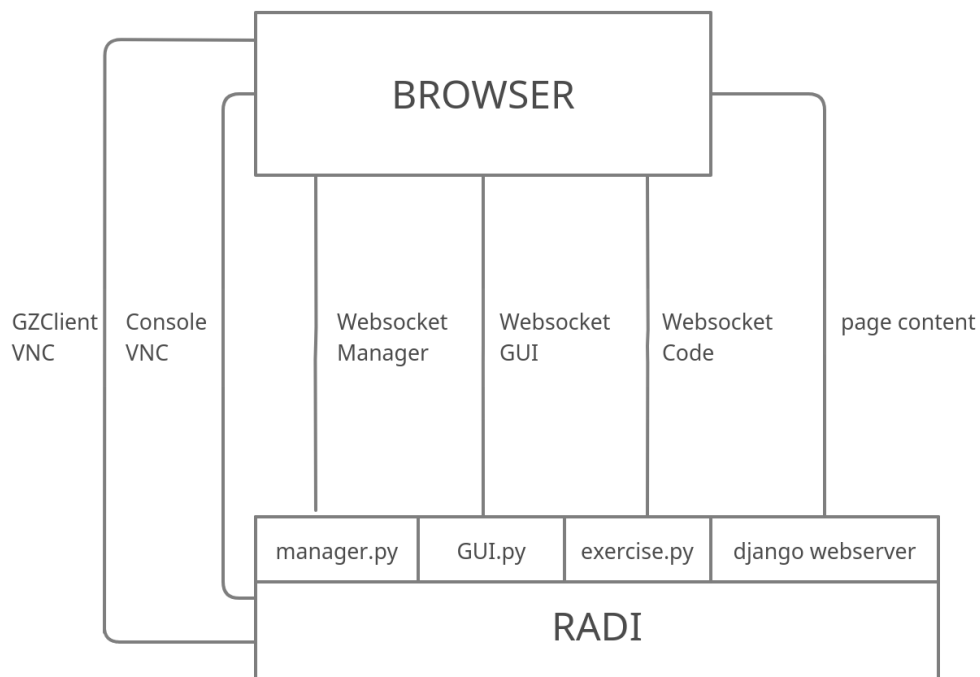 BROWSER
GZClient
VNC
Console
VNC
Websocket
Manager
Websocket
GUI
Websocket
Code
page content
manager.py
GUI.py
exercise.py
django webserver
RADI